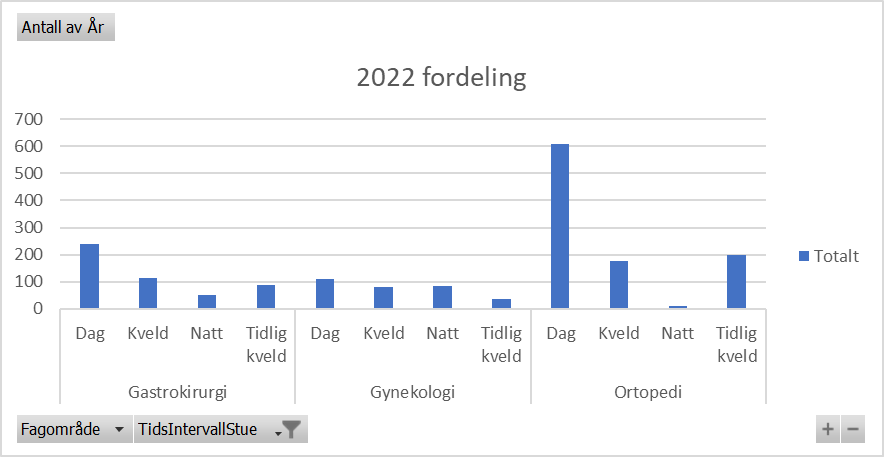 Antall av År
2022 fordeling
700
600
500
400
300
200
100
0
Dag Kveld Natt Tidlig kveld Dag Kveld Natt Tidlig kveld Dag Kveld Natt Tidlig kveld
Gastrokirurgi Gynekologi Ortopedi
Totalt
Fagområde TidsIntervallStue